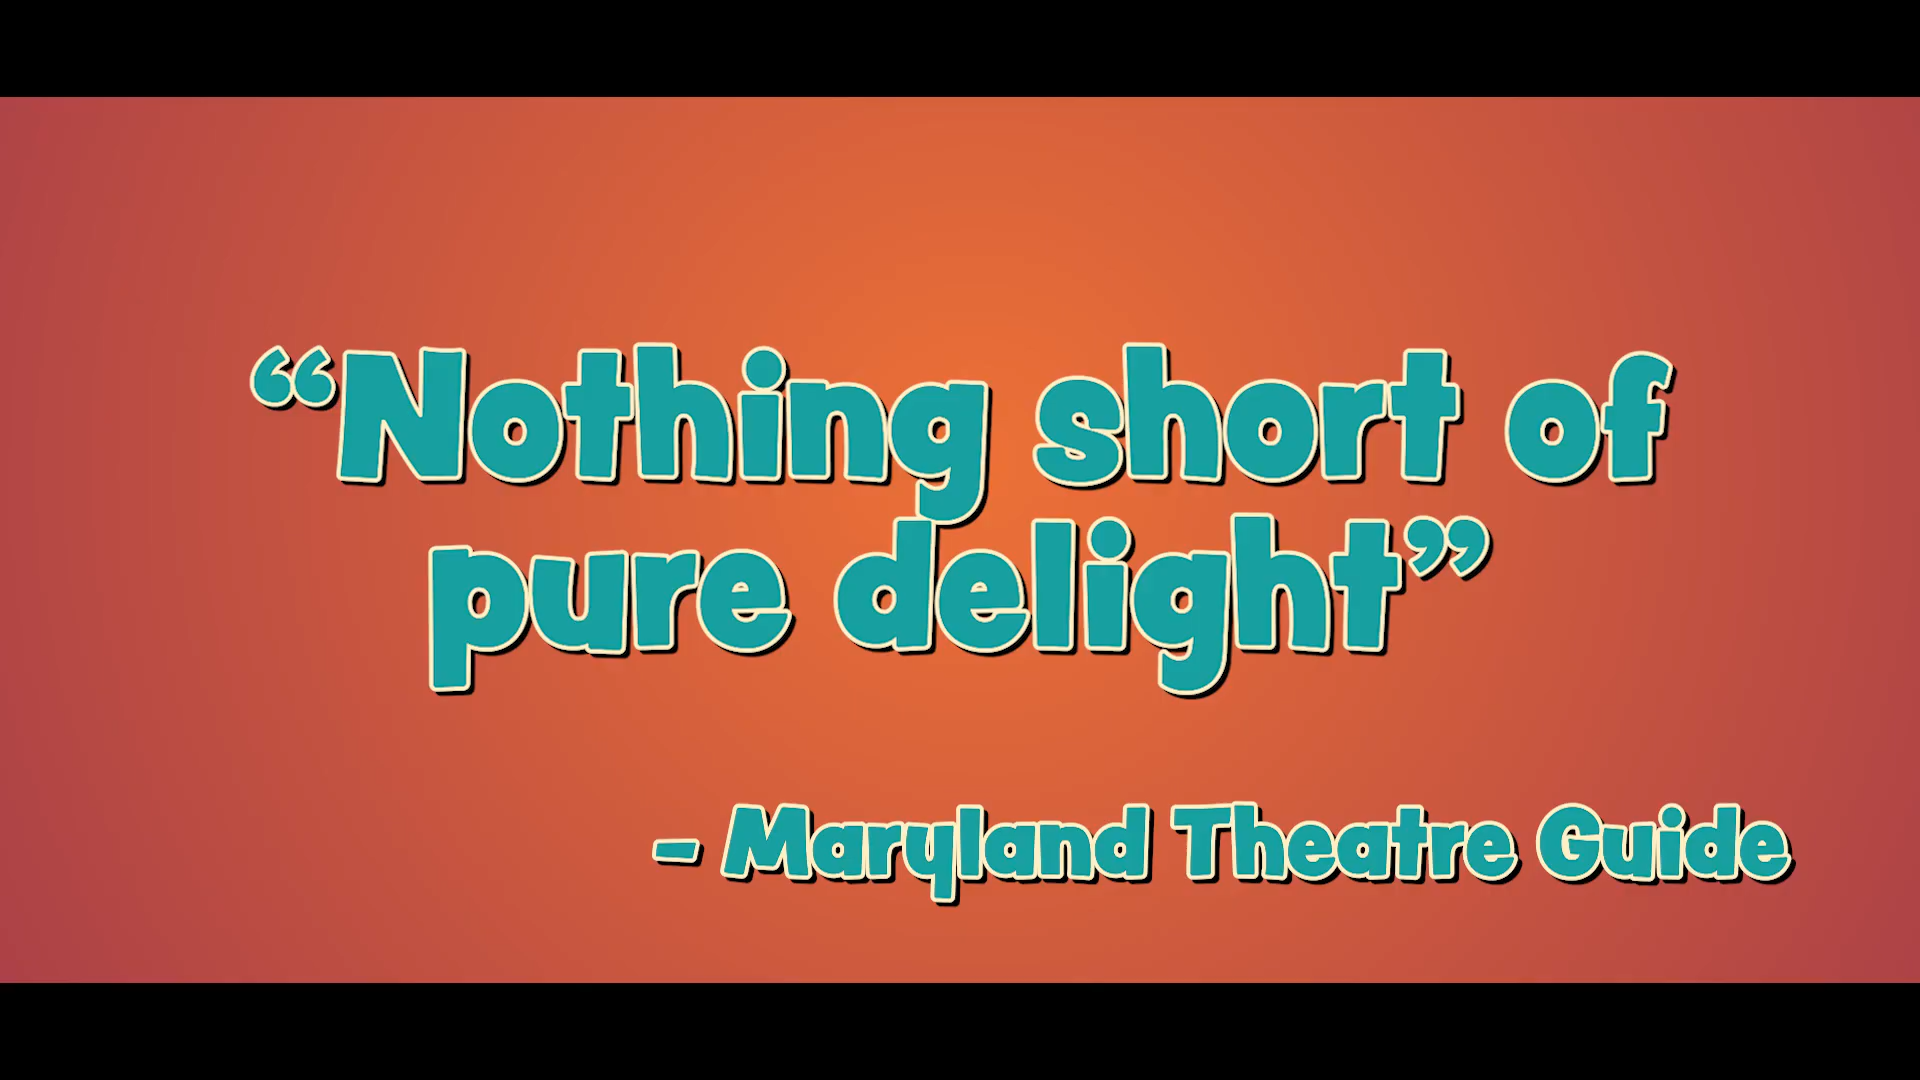 “Nothing short of
pure delight”
- Maryland Theatre Guide